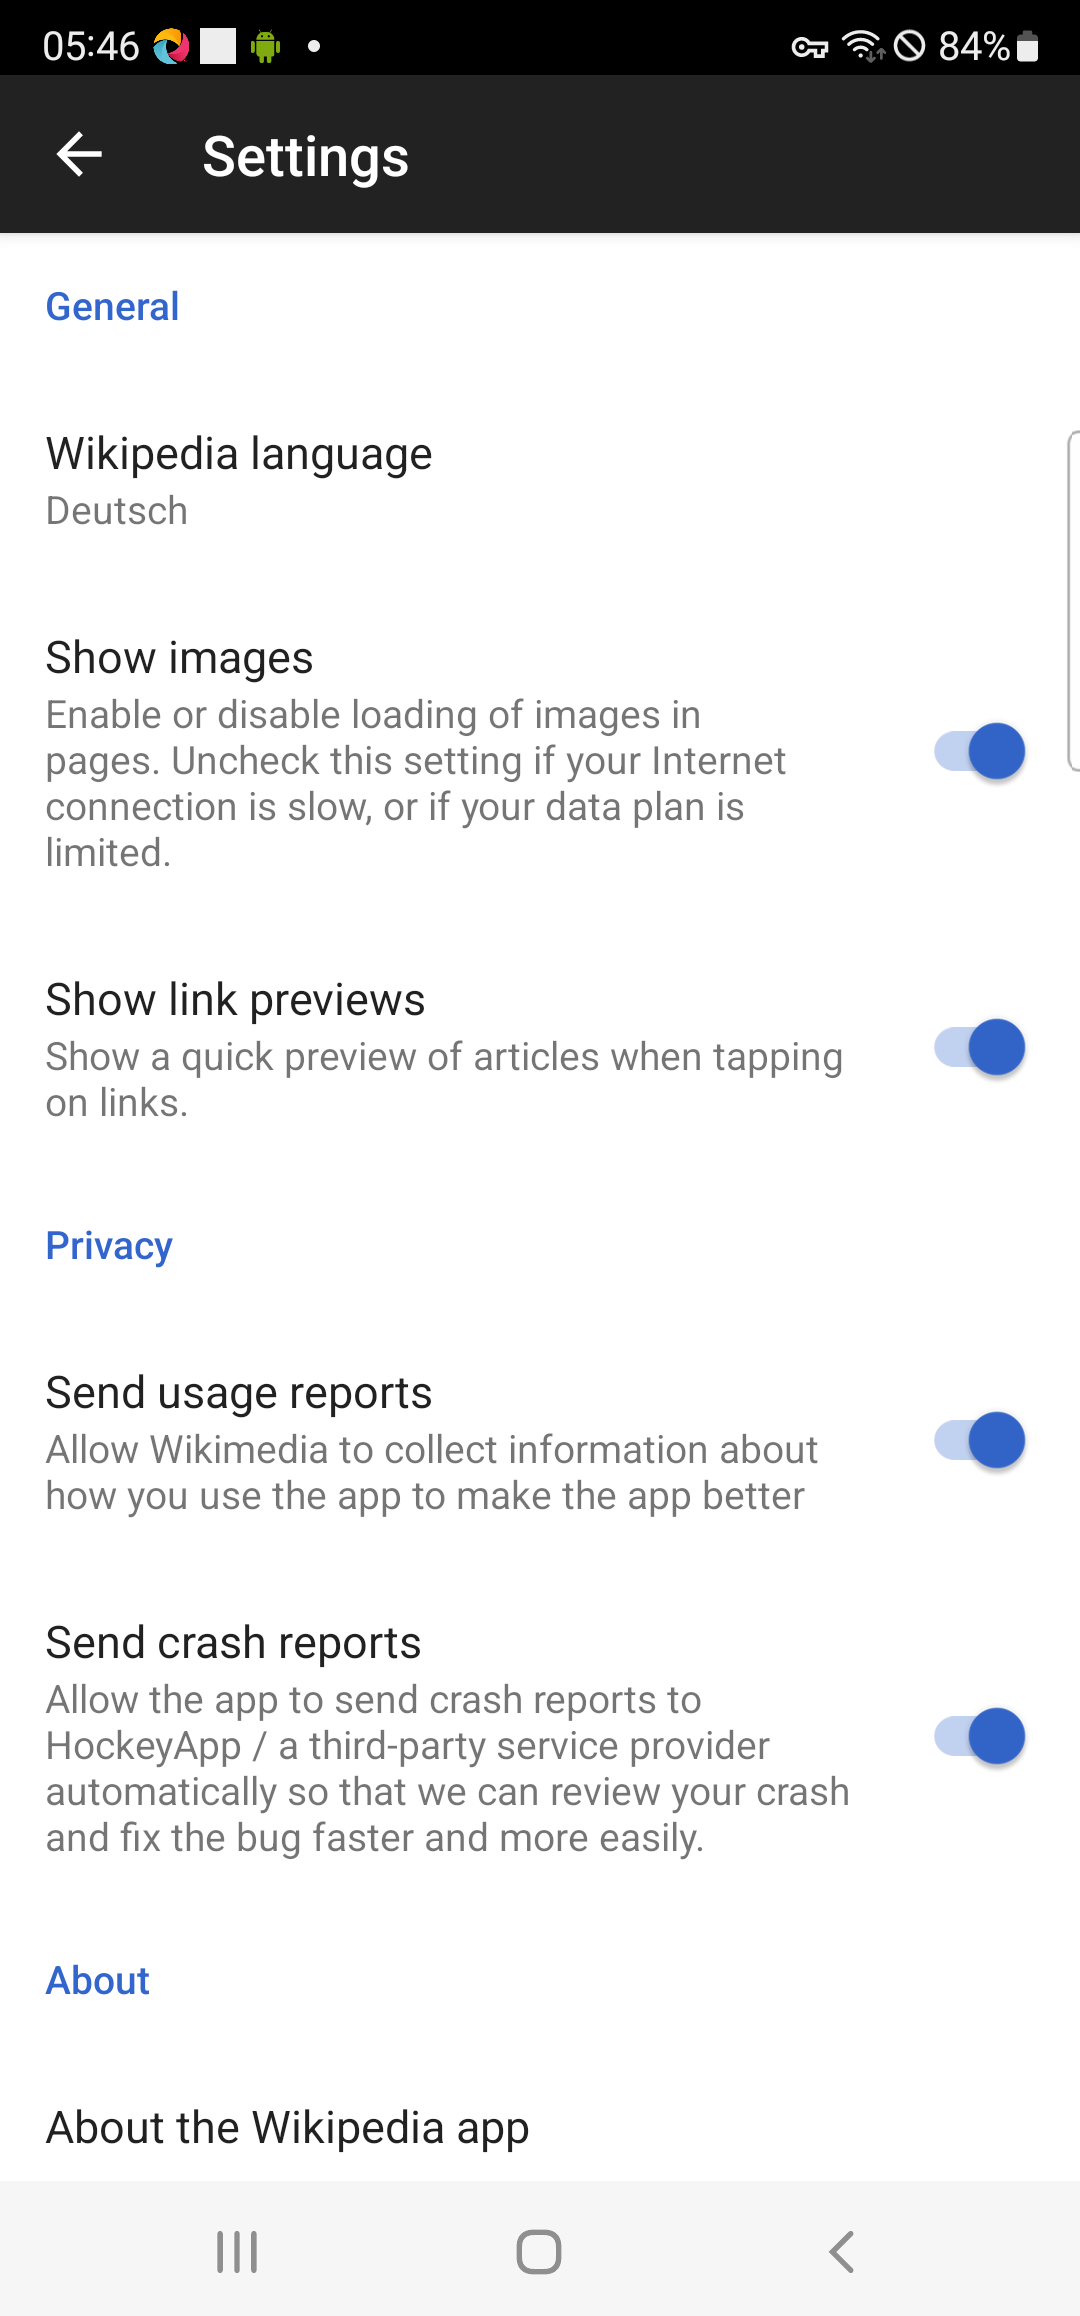 05:46
84%
Settings
General
Wikipedia language
Deutsch
Show images
Enable or disable loading of images in
pages. Uncheck this setting if your Internet
connection is slow, or if your data plan is
limited.
Show link previews
Show a quick preview of articles when tapping
on links.
Privacy
Send usage reports
Allow Wikimedia to collect information about
how you use the app to make the app better
Send crash reports
Allow the app to send crash reports to
HockeyApp / a third-party service provider
automatically so that we can review your crash
and fix the bug faster and more easily.
About
About the Wikipedia app